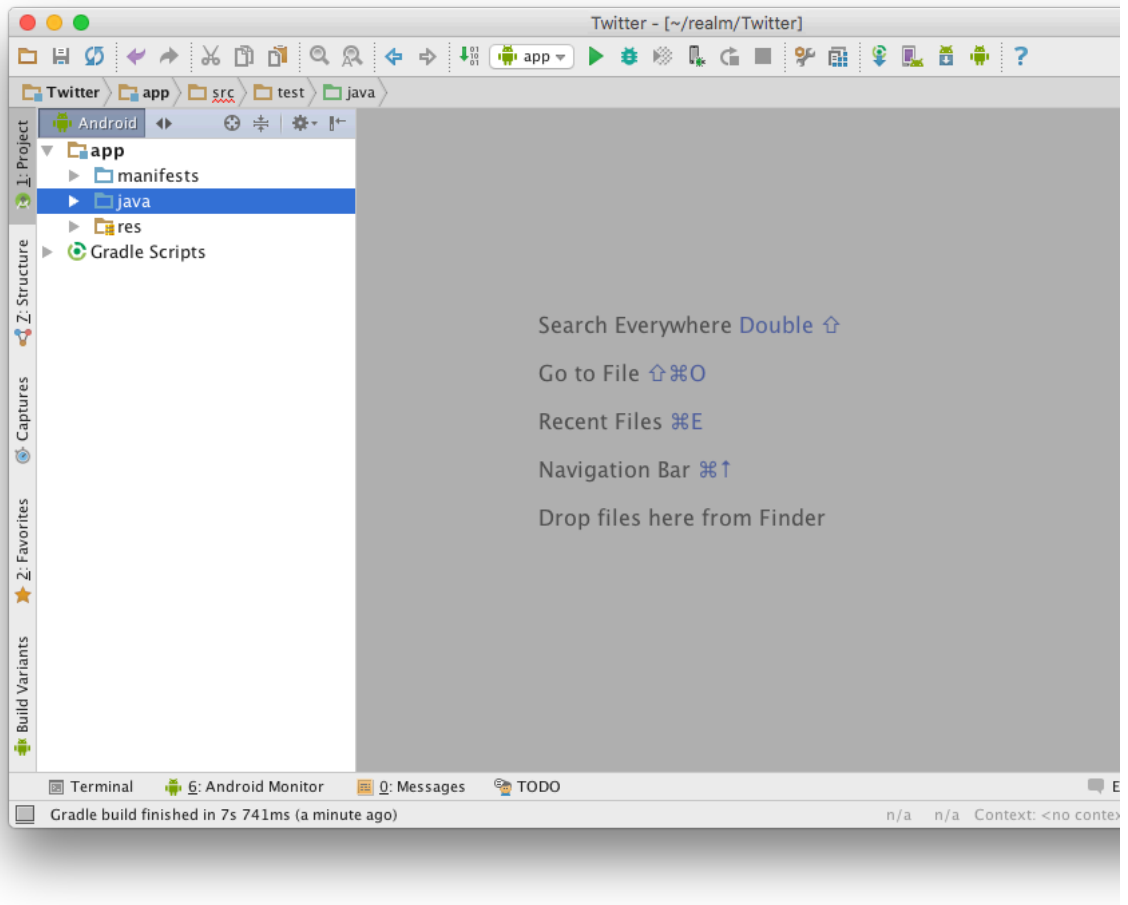 Twitter - [~/realm/Twitter]
app
?
Twitter app src test java
1: Project
Android
app
manifests
java
res
Gradle Scripts
Z: Structure
Captures
2: Favorites
Build Variants
Search Everywhere Double ⇧
Go to File ⇧⌘O
Recent Files ⌘E
Navigation Bar ⌘↑
Drop files here from Finder
Terminal 6: Android Monitor 0: Messages TODO E
Gradle build finished in 7s 741ms (a minute ago) n/a n/a Context: <no contex